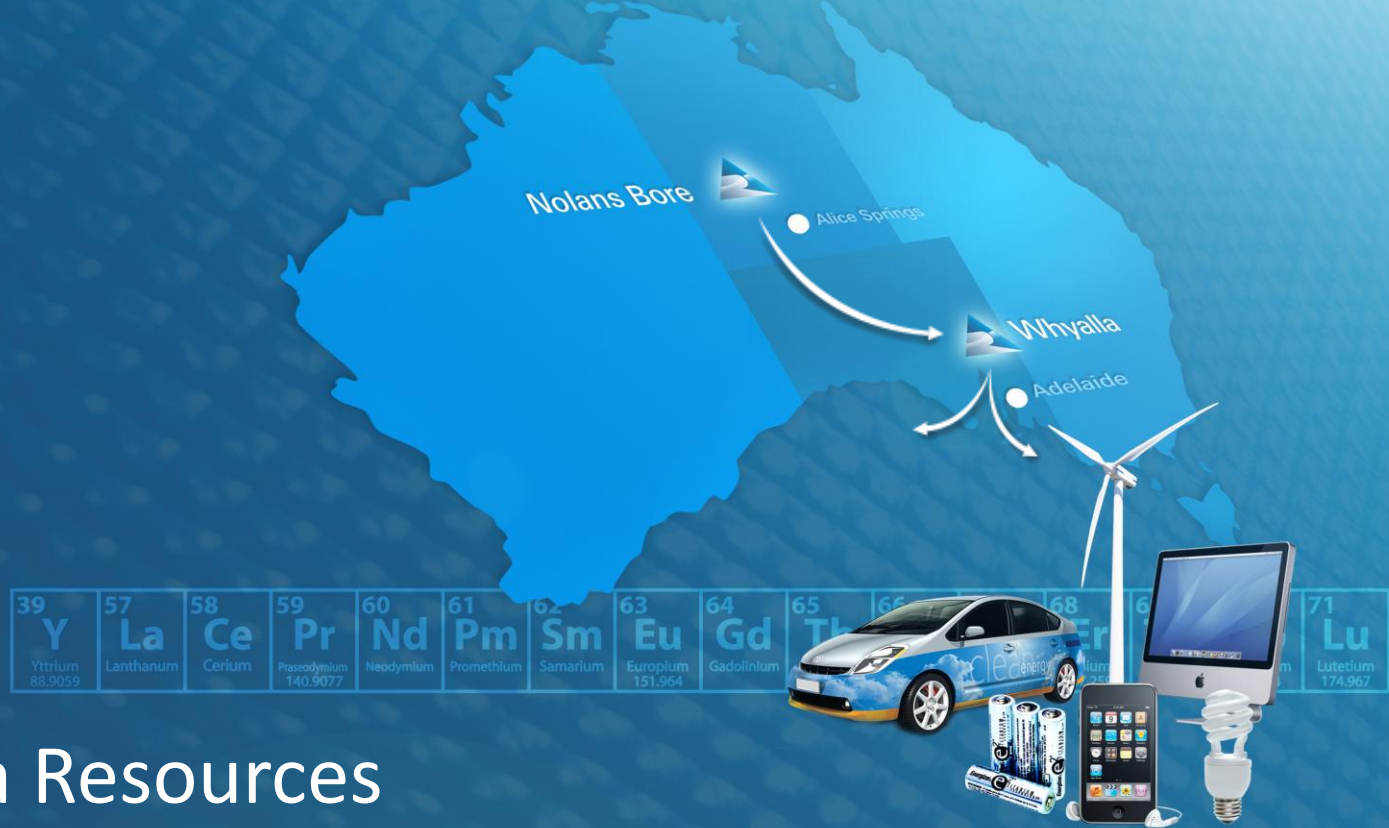 Nolans Bore
Alice Springs
Whyalla
Adelaide
39 57 58 59 60 61 62 63 64 65 66 68 71
Y La Ce Pr Nd Pm Sm Eu Gd Er Lu
Yttrium Lanthanum Cerium Praseodymium Neodymium Promethium Samarium Europium Gadolinium Lutetium
88.9059 140.9077 151.964 174.967
clean energy
Resources